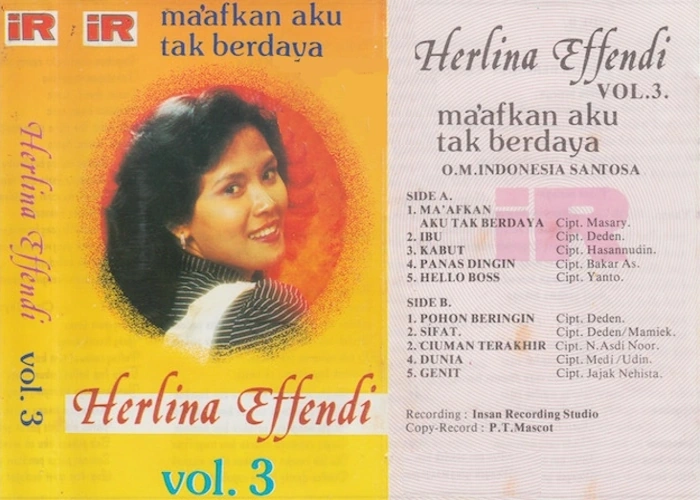 iR
Herlina Effendi
vol. 3
iR
ma'afkan aku
tak berdaya
Herlina Effendi
vol. 3
Herlina Effendi
VOL.3.
ma'afkan aku
tak berdaya
O.M.INDONESIA SANTOSA
iR
SIDE A.
1. MA'AFKAN
AKU TAK BERDAYA Cipt. Masary.
2. IBU Cipt. Deden.
3. KABUT Cipt. Hasannudin.
4. PANAS DINGIN Cipt. Bakar As.
5. HELLO BOSS Cipt. Yanto.
SIDE B.
1. POHON BERINGIN Cipt. Deden.
2. SIFAT. Cipt. Deden/Mamiek.
2. CIUMAN TERAKHIR Cipt. N.Asdi Noor.
4. DUNIA . Cipt. Medi/Udin.
5. GENIT Cipt. Jajak Nehista.
Recording : Insan Recording Studio
Copy-Record : P.T.Mascot